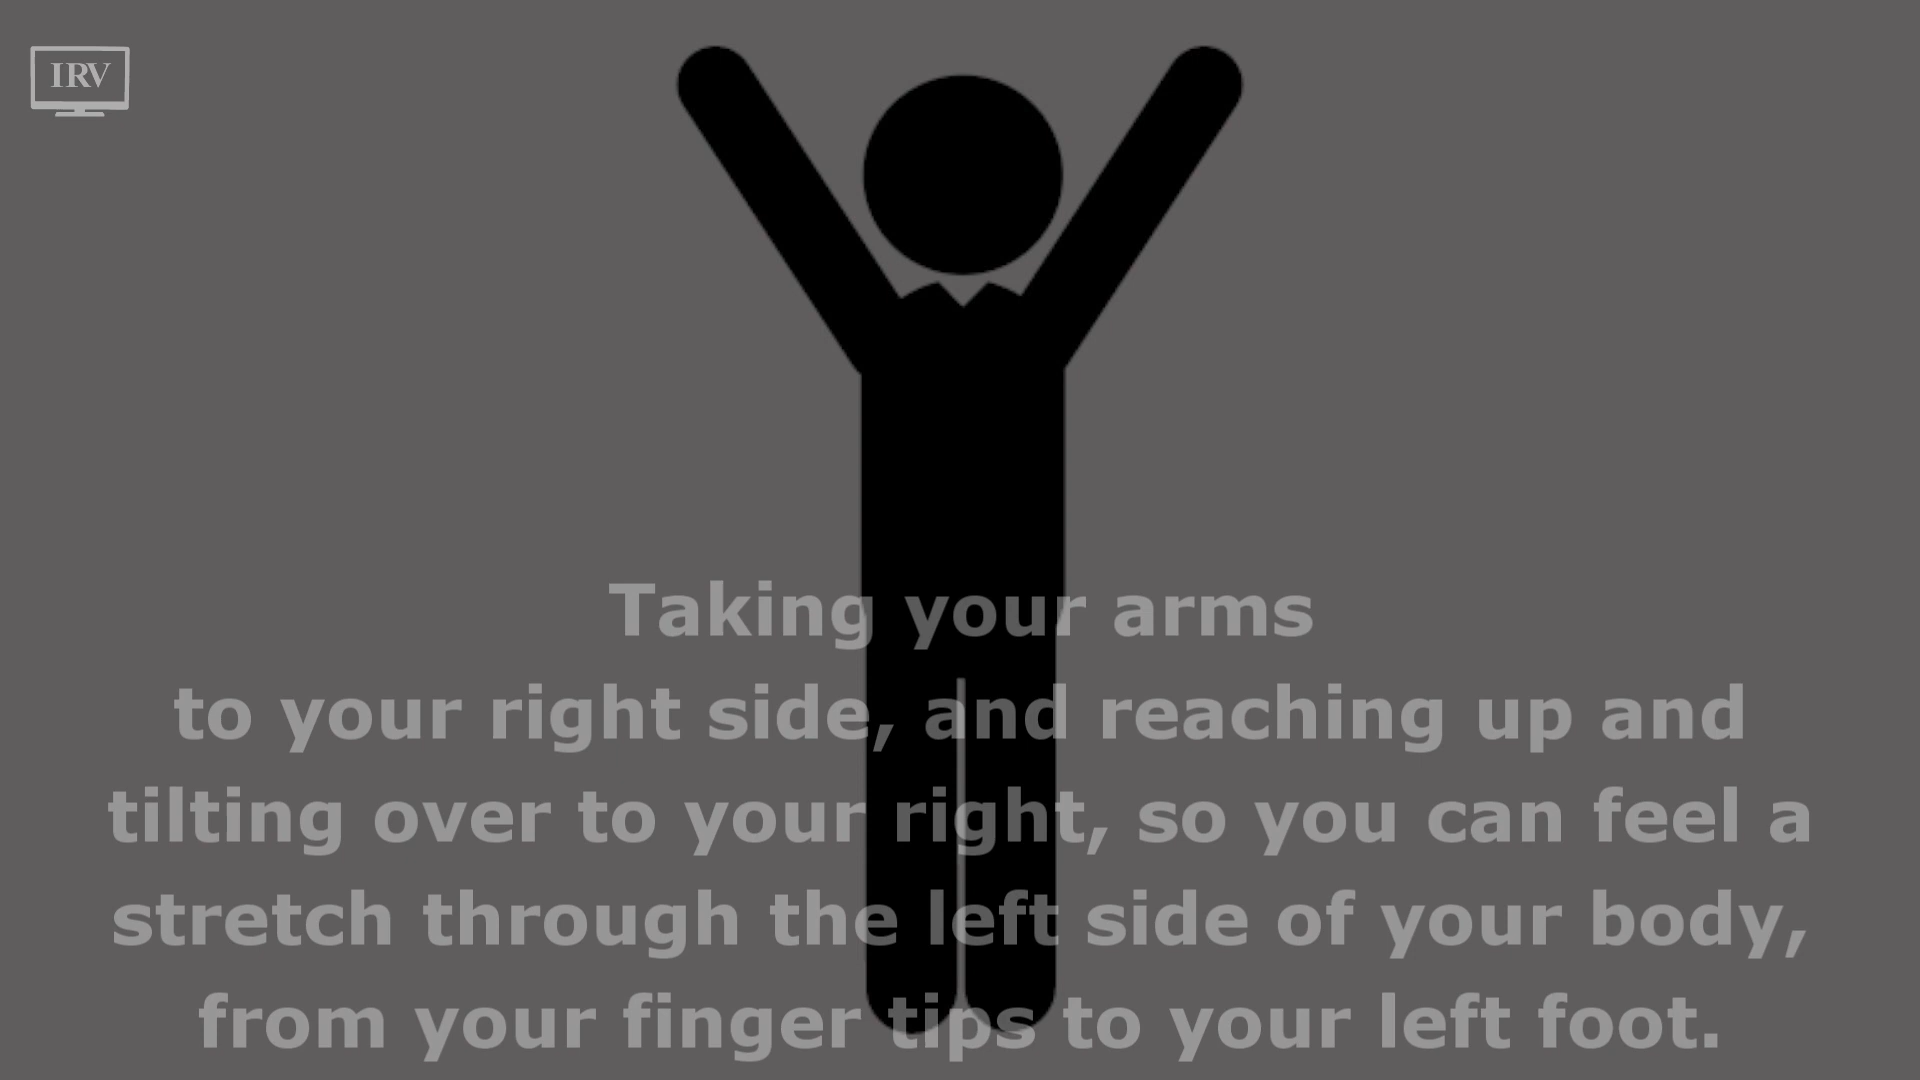 IRV
Taking your arms
to your right side, and reaching up and
tilting over to your right, so you can feel a
stretch through the left side of your body,
from your finger tips to your left foot.